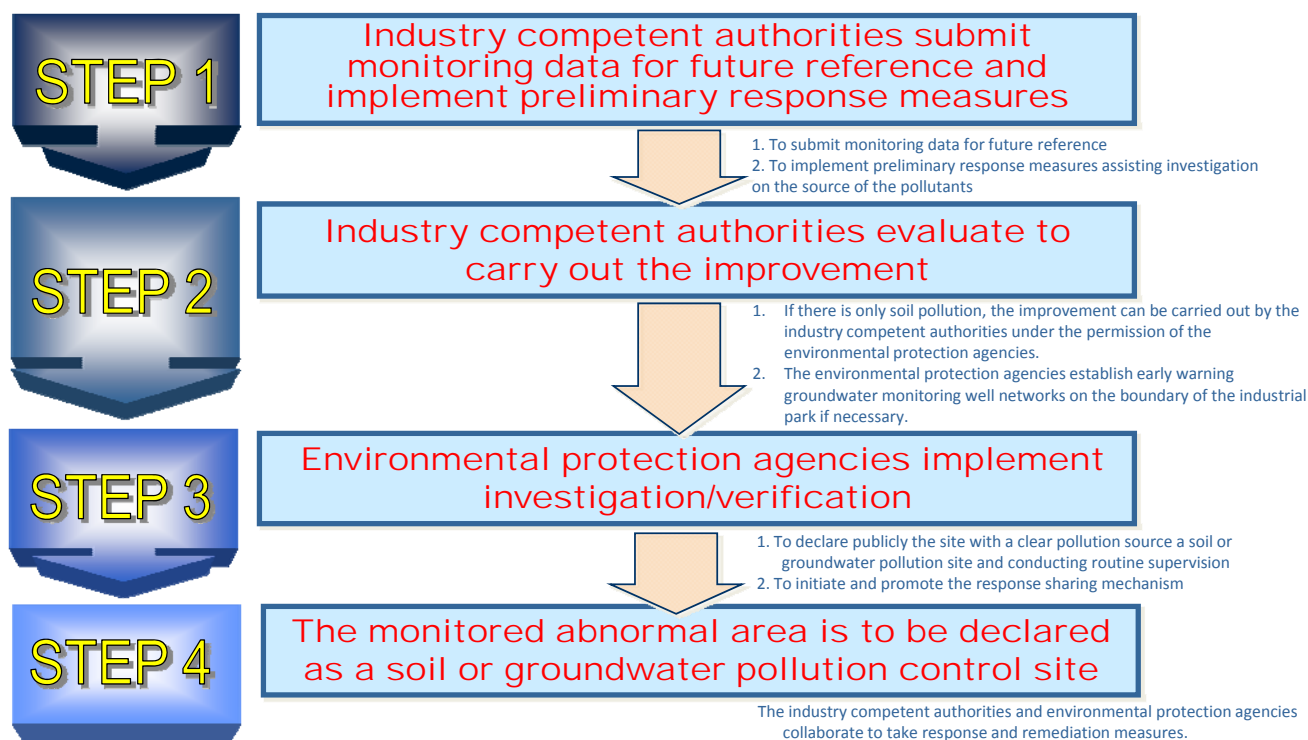 STEP 1
Industry competent authorities submit
monitoring data for future reference and
implement preliminary response measures
1. To submit monitoring data for future reference
2. To implement preliminary response measures assisting investigation
on the source of the pollutants
STEP 2
Industry competent authorities evaluate to
carry out the improvement
1. If there is only soil pollution, the improvement can be carried out by the
industry competent authorities under the permission of the
environmental protection agencies.
2. The environmental protection agencies establish early warning
groundwater monitoring well networks on the boundary of the industrial
park if necessary.
STEP 3
Environmental protection agencies implement
investigation/verification
1. To declare publicly the site with a clear pollution source a soil or
groundwater pollution site and conducting routine supervision
2. To initiate and promote the response sharing mechanism
STEP 4
The monitored abnormal area is to be declared
as a soil or groundwater pollution control site
The industry competent authorities and environmental protection agencies
collaborate to take response and remediation measures.